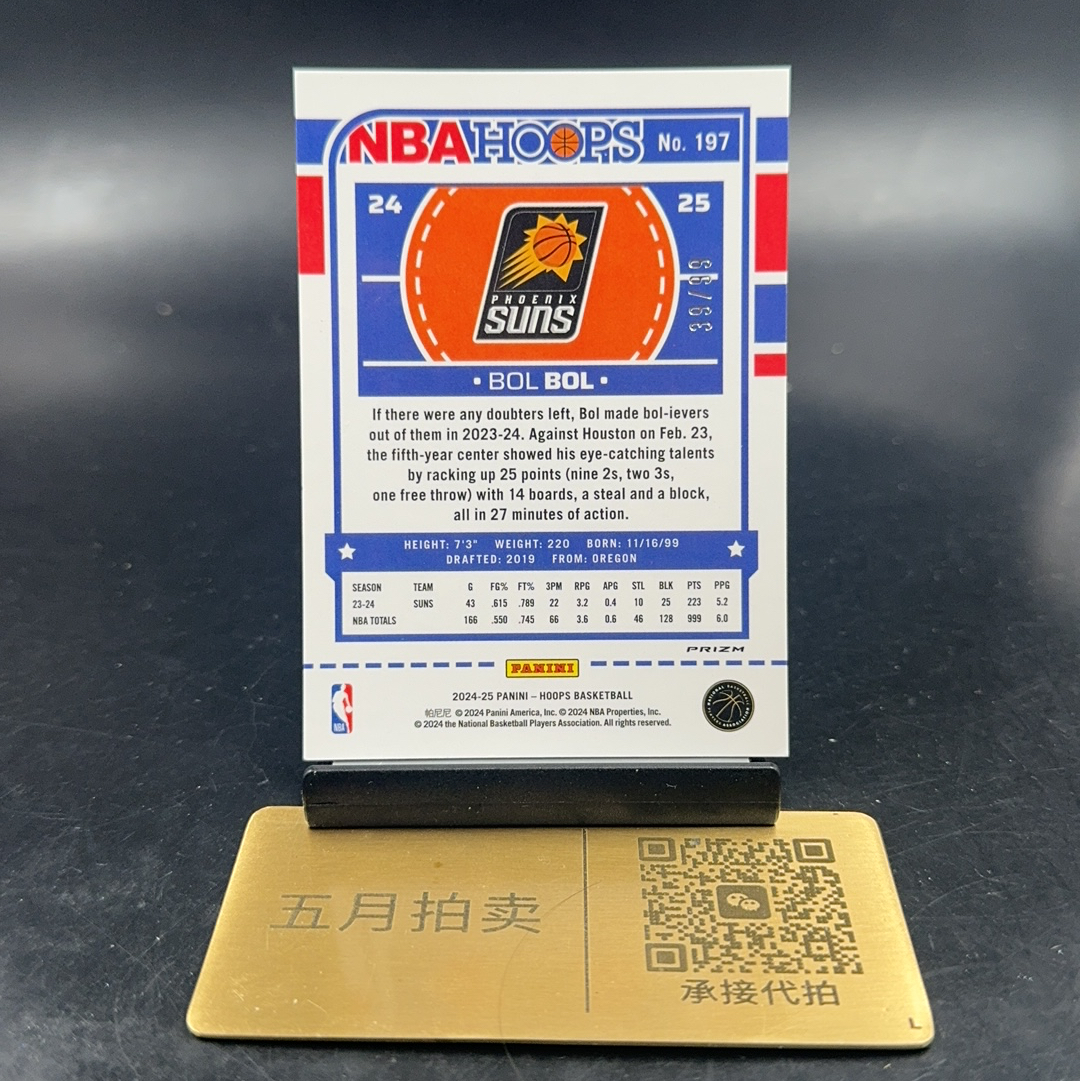 NBA HOOPS No. 197
24 25
PHOENIX
SUNS
39/99
• BOL BOL •
If there were any doubters left, Bol made bol-ievers
out of them in 2023-24. Against Houston on Feb. 23,
the fifth-year center showed his eye-catching talents
by racking up 25 points (nine 2s, two 3s,
one free throw) with 14 boards, a steal and a block,
all in 27 minutes of action.
HEIGHT: 7'3" WEIGHT: 220 BORN: 11/16/99
DRAFTED: 2019 FROM: OREGON
SEASON TEAM G FG% FT% 3PM RPG APG STL BLK PTS PPG
23-24 SUNS 43 .615 .789 22 3.2 0.4 10 25 223 5.2
NBA TOTALS 166 .550 .745 66 3.6 0.6 46 128 999 6.0
PRIZM
PANINI
2024-25 PANINI – HOOPS BASKETBALL
帕尼尼 © 2024 Panini America, Inc. © 2024 NBA Properties, Inc.
© 2024 the National Basketball Players Association. All rights reserved.
NBA
五月拍卖
承接代拍
L